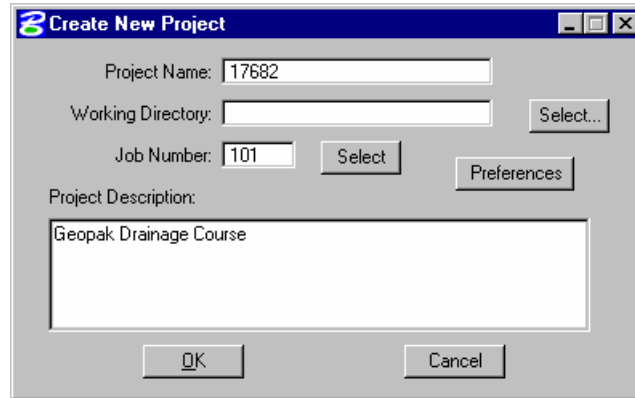 Create New Project
Project Name: 17682
Working Directory: Select...
Job Number: 101 Select
Preferences
Project Description:
Geopak Drainage Course
OK Cancel